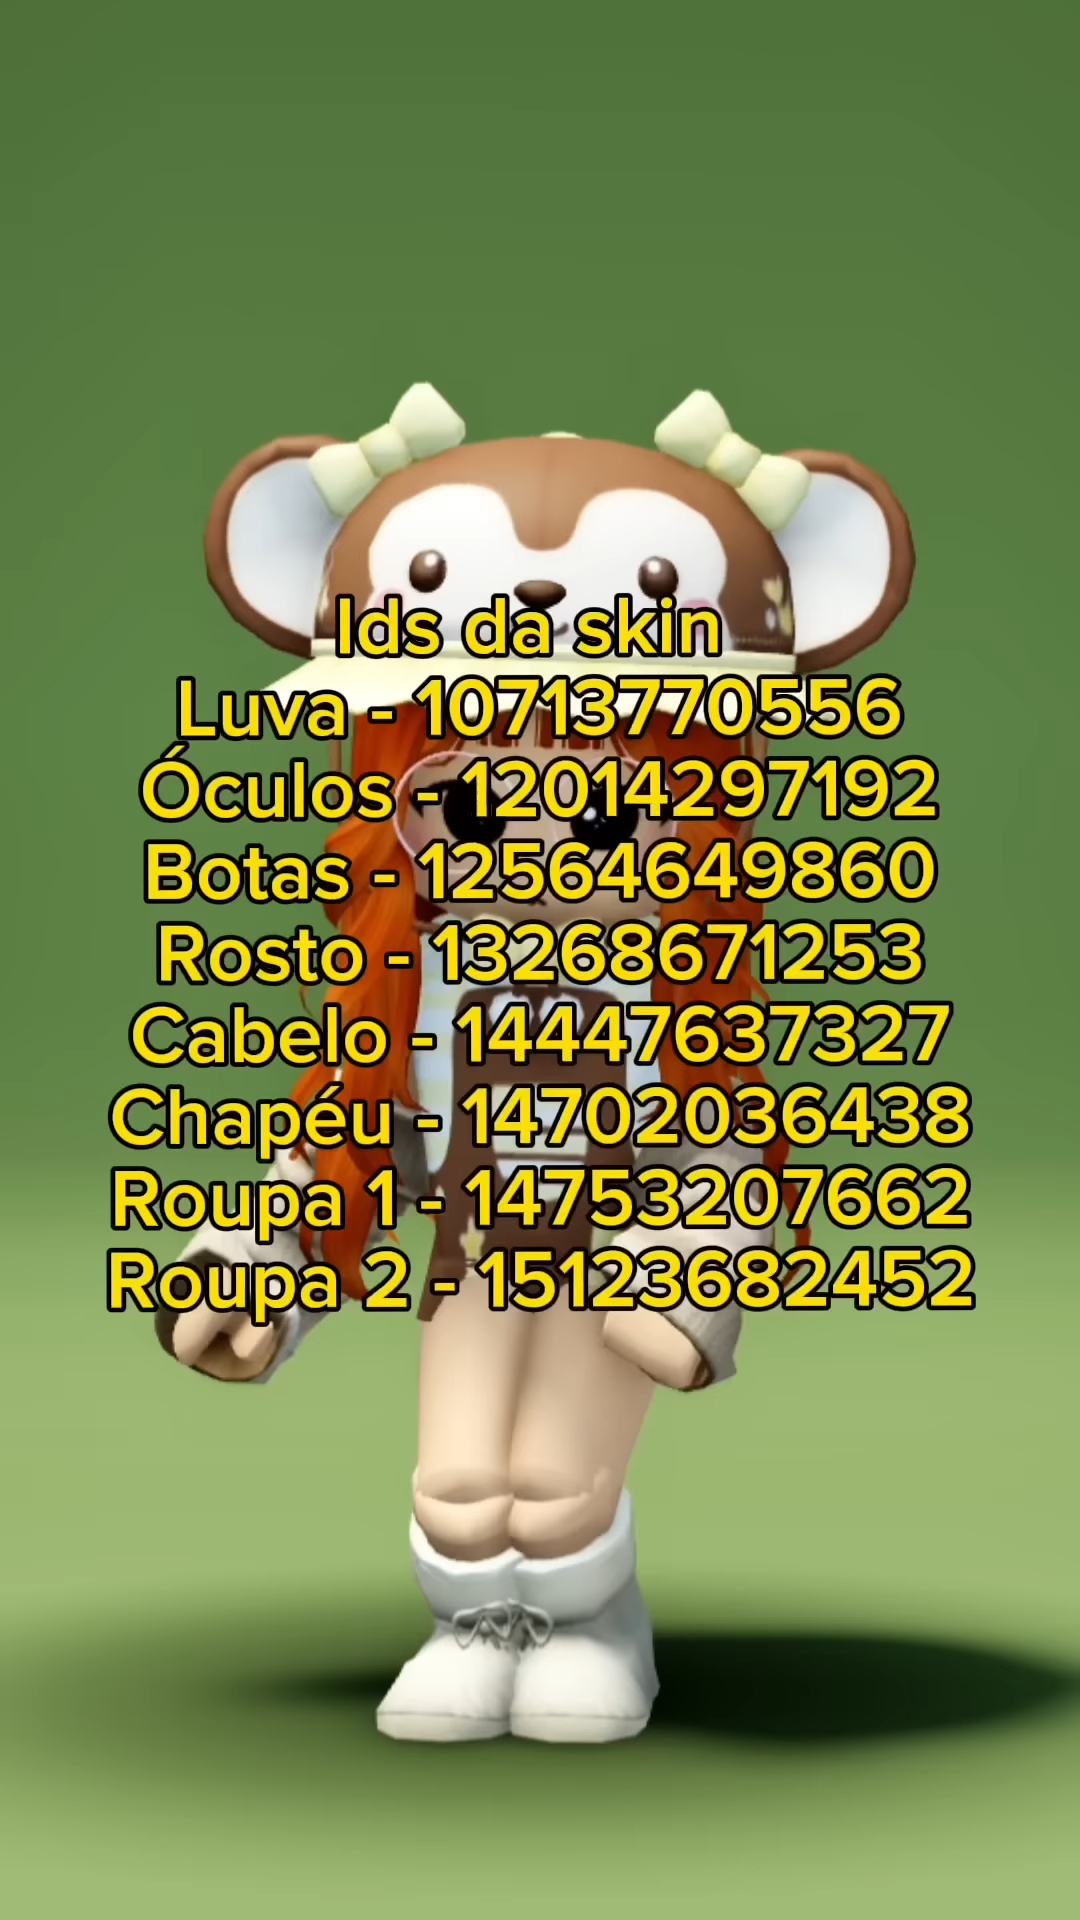 Ids da skin
Luva - 10713770556
Óculos - 12014297192
Botas - 12564649860
Rosto - 13268671253
Cabelo - 14447637327
Chapéu - 14702036438
Roupa 1 - 14753207662
Roupa 2 - 15123682452